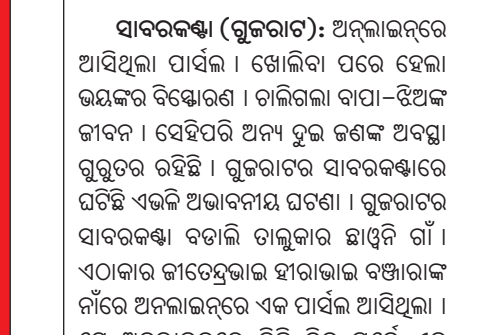 ସାବରକଣ୍ଟା (ଗୁଜରାଟ): ଅନ୍‌ଲାଇନ୍‌ରେ
ଆସିଥିଲା ପାର୍ସଲ । ଖୋଲିବା ପରେ ହେଲା
ଭୟଙ୍କର ବିସ୍ଫୋରଣ । ଚାଲିଗଲା ବାପା-ଝିଅଙ୍କ
ଜୀବନ । ସେହିପରି ଅନ୍ୟ ଦୁଇ ଜଣଙ୍କ ଅବସ୍ଥା
ଗୁରୁତର ରହିଛି । ଗୁଜରାଟର ସାବରକଣ୍ଟାରେ
ଘଟିଛି ଏଭଳି ଅଭାବନୀୟ ଘଟଣା । ଗୁଜରାଟର
ସାବରକଣ୍ଟା ବଡାଲି ତାଲୁକାର ଛାୱନି ଗାଁ ।
ଏଠାକାର ଜୀତେନ୍ଦ୍ରଭାଇ ହୀରାଭାଇ ବଞ୍ଜାରାଙ୍କ
ନାଁରେ ଅନଲାଇନ୍‌ରେ ଏକ ପାର୍ସଲ ଆସିଥିଲା ।